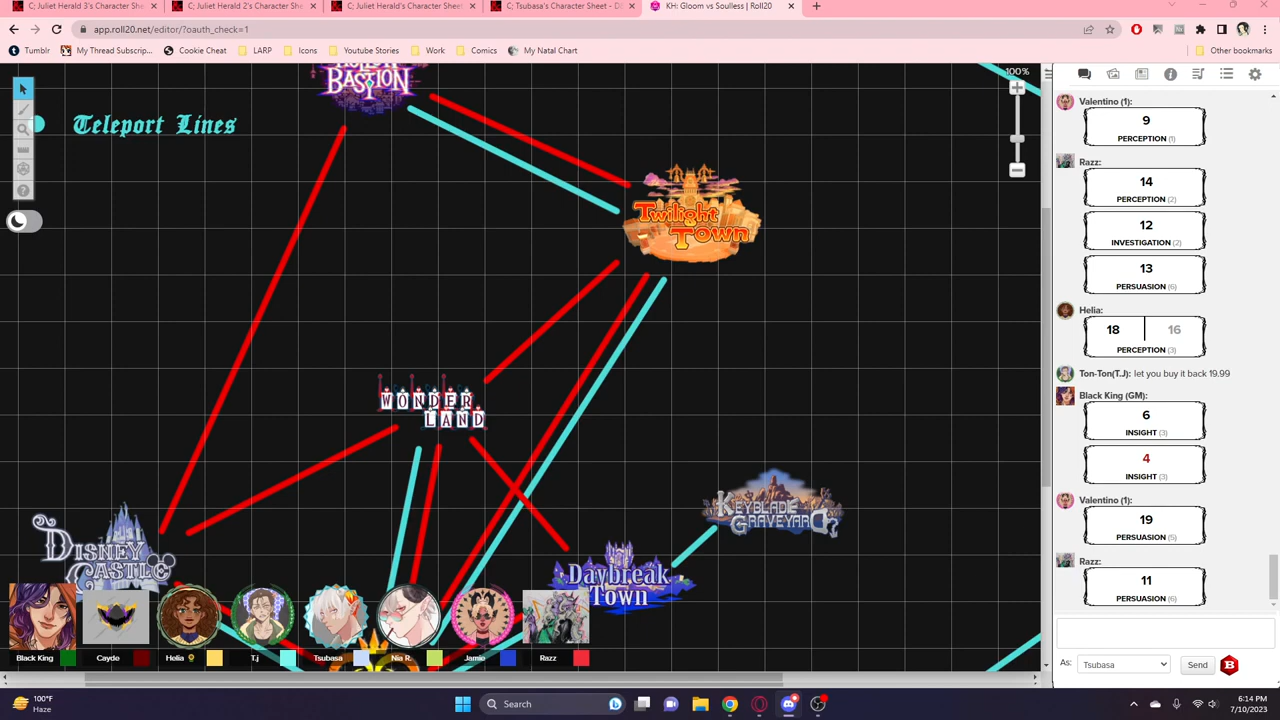 C; Juliet Herald 3's Character Shee
C; Juliet Herald 2's Character Shee
C; Juliet Herald's Character Sheet
C; Tsubasa's Character Sheet - D
KH: Gloom vs Soulless | Roll20
app.roll20.net/editor/?oauth_check=1
Tumblr
My Thread Subscrip...
Cookie Cheat
LARP
Icons
Youtube Stories
Work
Comics
My Natal Chart
Other bookmarks
100%
BASTION
Teleport Lines
Twilight
Town
WONDER
LAND
KEYBLADE
GRAVEYARD
Disney
Castle
Daybreak
Town
Black King
Cayde
Helia
T.j
Tsubasa
Nia R.
Jamie
Razz
Valentino (1):
9
PERCEPTION (1)
Razz:
14
PERCEPTION (2)
12
INVESTIGATION (2)
13
PERSUASION (6)
Helia:
18 16
PERCEPTION (3)
Ton-Ton(T.J): let you buy it back 19.99
Black King (GM):
6
INSIGHT (3)
4
INSIGHT (3)
Valentino (1):
19
PERSUASION (5)
Razz:
11
PERSUASION (6)
As:
Tsubasa
Send
B
100°F
Haze
Search
6:14 PM
7/10/2023